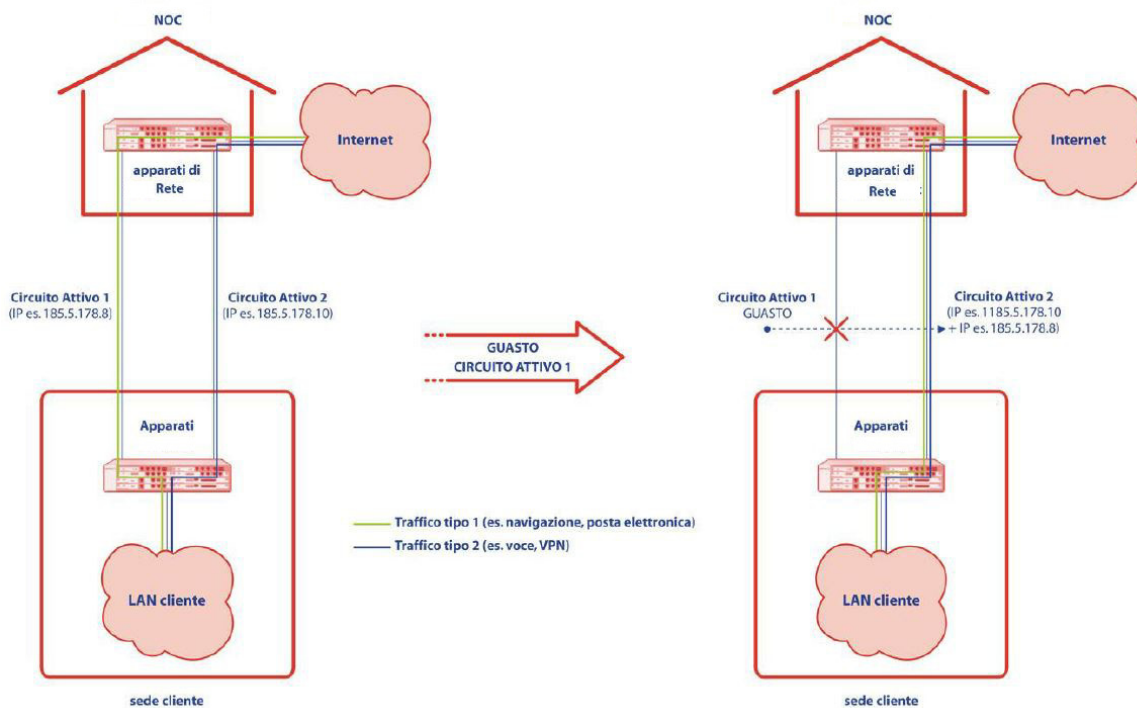 NOC
Internet
apparati di
Rete
Circuito Attivo 1
(IP es. 185.5.178.8)
Circuito Attivo 2
(IP es. 185.5.178.10)
Apparati
LAN cliente
sede cliente
GUASTO
CIRCUITO ATTIVO 1
Traffico tipo 1 (es. navigazione, posta elettronica)
Traffico tipo 2 (es. voce, VPN)
NOC
Internet
apparati di
Rete :
Circuito Attivo 1
GUASTO
Circuito Attivo 2
(IP es. 1185.5.178.10
+ IP es. 185.5.178.8)
Apparati
LAN cliente
sede cliente